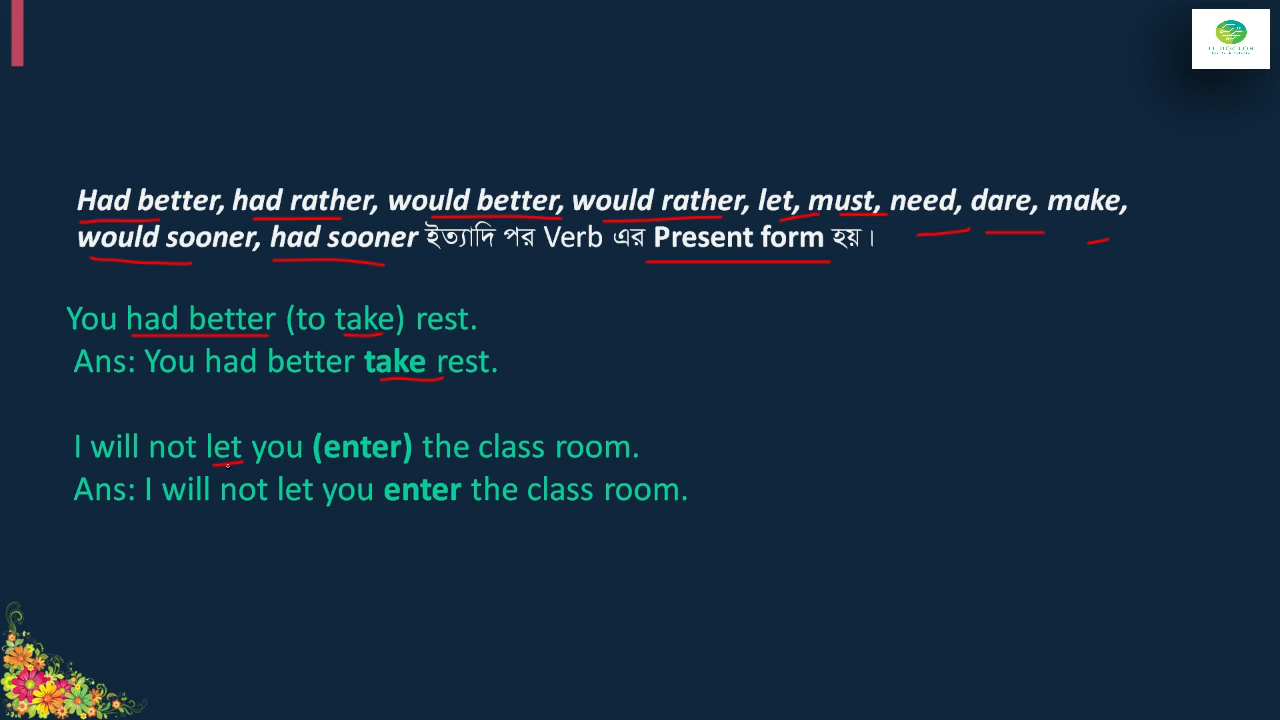 Had better, had rather, would better, would rather, let, must, need, dare, make,
would sooner, had sooner ইত্যাদি পর Verb এর Present form হয়।
You had better (to take) rest.
Ans: You had better take rest.
I will not let you (enter) the class room.
Ans: I will not let you enter the class room.